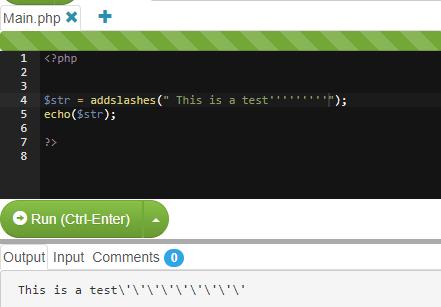 Main.php ✖ +
1 <?php
2
3
4 $str = addslashes(" This is a test'''''''''");
5 echo($str);
6
7 ?>
8
Run (Ctrl-Enter)
Output Input Comments 0
This is a test\'\'\'\'\'\'\'\'\'